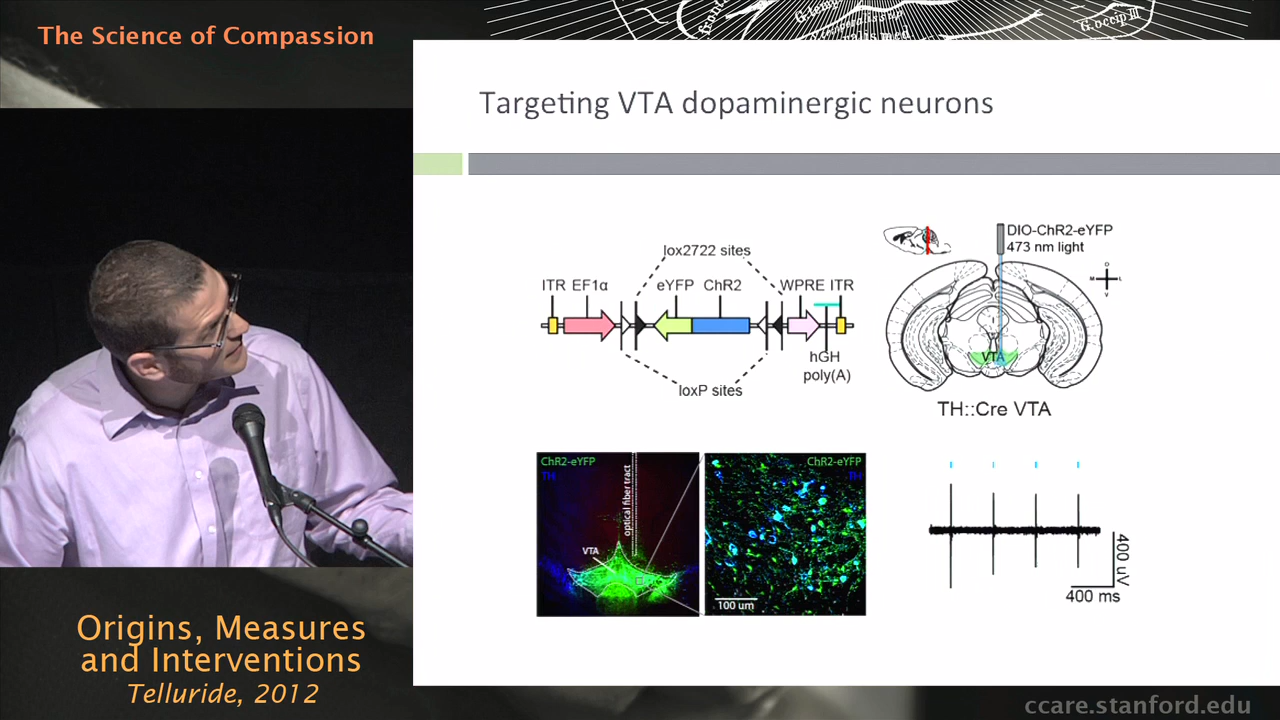 The Science of Compassion
G.occip III
Targeting VTA dopaminergic neurons
lox2722 sites
ITR EF1α eYFP ChR2 WPRE ITR
hGH
poly(A)
loxP sites
DIO-ChR2-eYFP
473 nm light
VTA
TH::Cre VTA
ChR2-eYFP
TH
optical fiber tract
VTA
ChR2-eYFP
TH
100 um
400 uV
400 ms
Origins, Measures
and Interventions
Telluride, 2012
ccare.stanford.edu